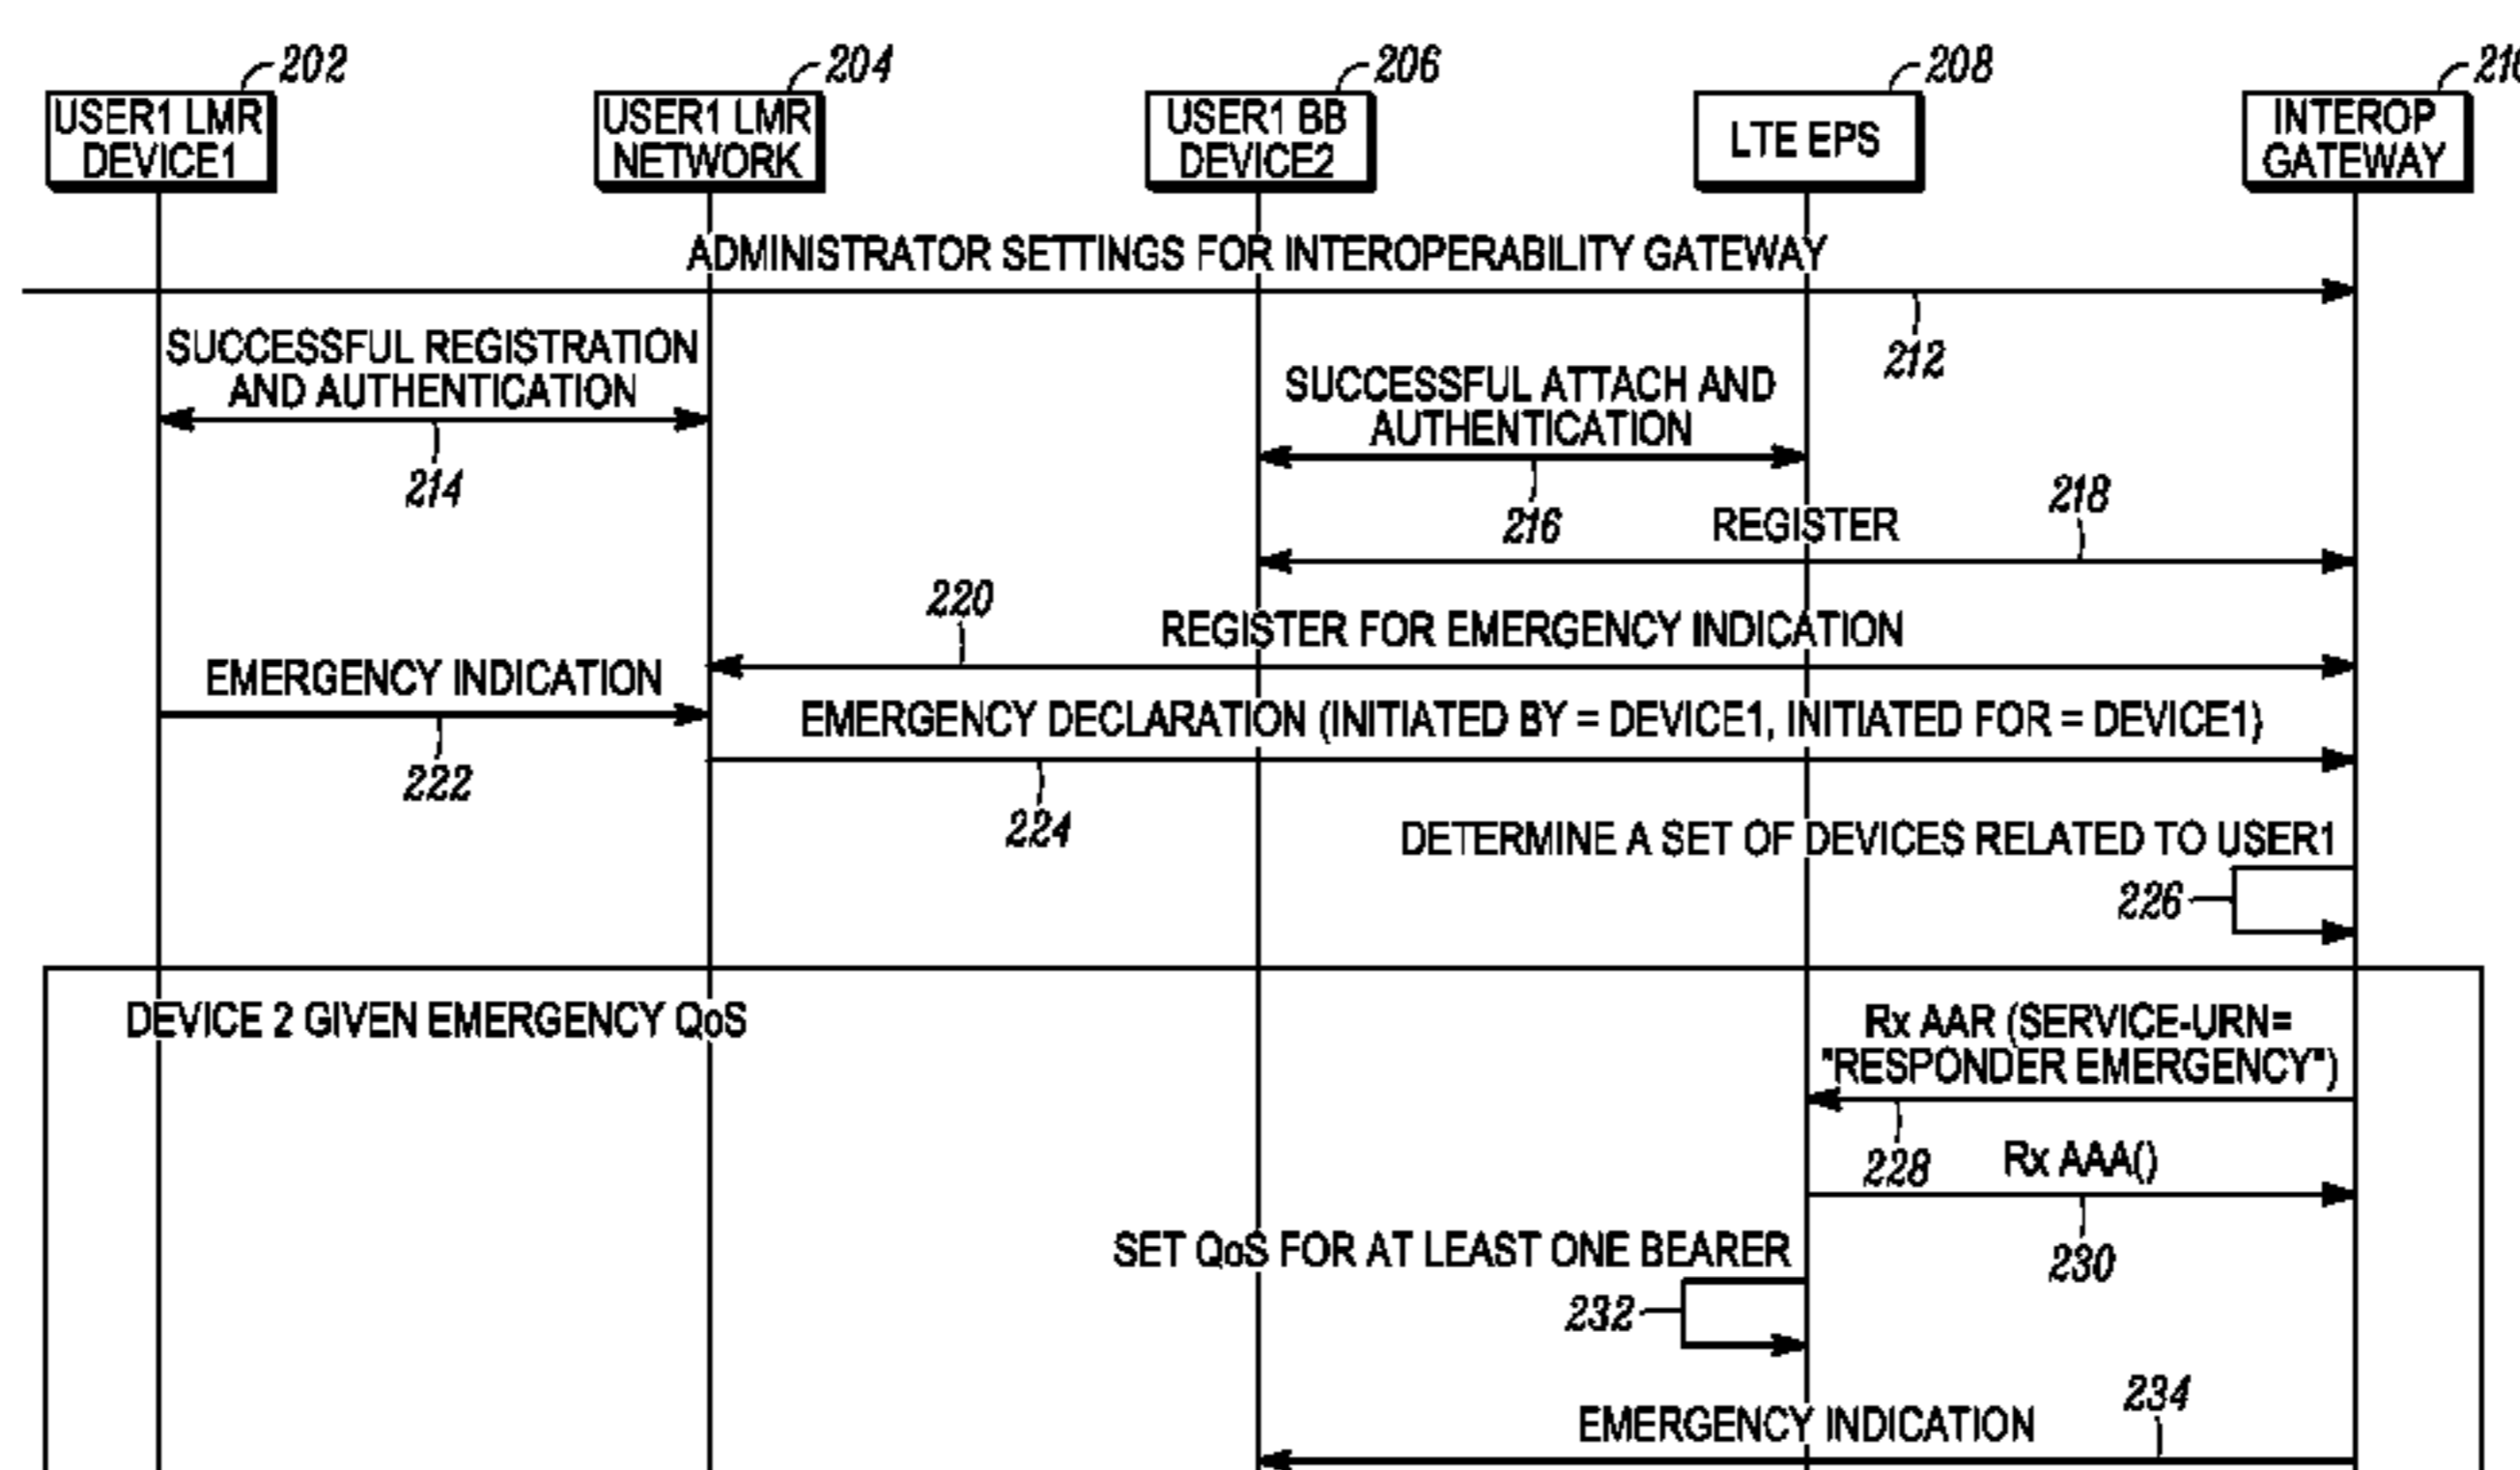 202
204
206
208
USER1 LMR
DEVICE1
USER1 LMR
NETWORK
USER1 BB
DEVICE2
LTE EPS
INTEROP
GATEWAY
ADMINISTRATOR SETTINGS FOR INTEROPERABILITY GATEWAY
212
SUCCESSFUL REGISTRATION
AND AUTHENTICATION
214
SUCCESSFUL ATTACH AND
AUTHENTICATION
216
REGISTER
218
220
REGISTER FOR EMERGENCY INDICATION
EMERGENCY INDICATION
222
EMERGENCY DECLARATION (INITIATED BY = DEVICE1, INITIATED FOR = DEVICE1)
224
DETERMINE A SET OF DEVICES RELATED TO USER1
226
DEVICE 2 GIVEN EMERGENCY QoS
Rx AAR (SERVICE-URN=
"RESPONDER EMERGENCY")
228
Rx AAA()
230
SET QoS FOR AT LEAST ONE BEARER
232
EMERGENCY INDICATION
234